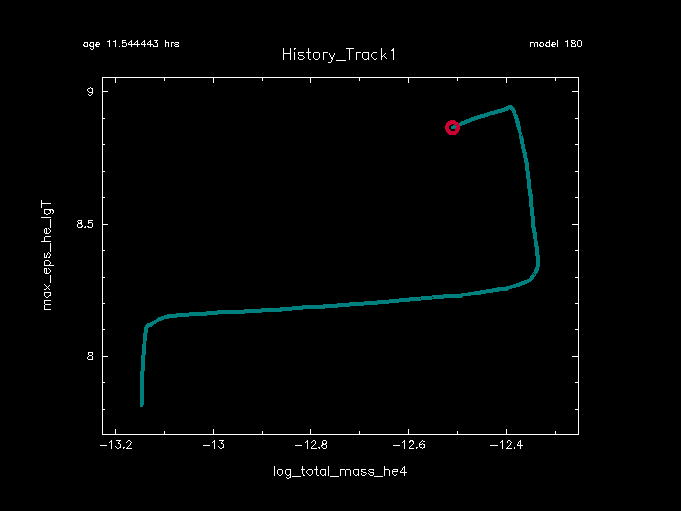 age 11.544443 hrs
model 180
History_Track1
9
8.5
8
max_eps_he_lgT
−13.2
−13
−12.8
−12.6
−12.4
log_total_mass_he4